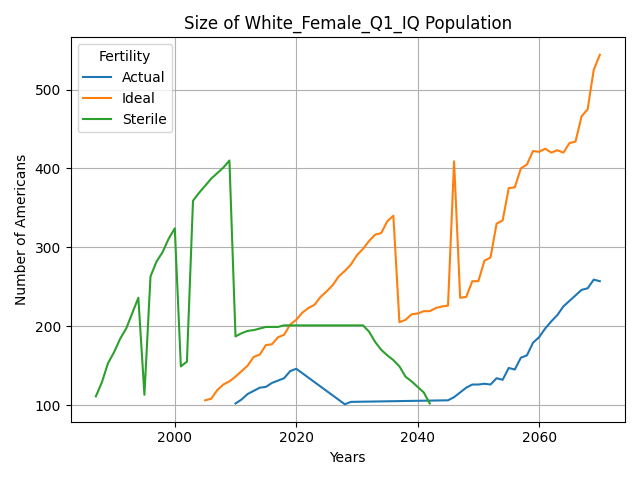 Size of White_Female_Q1_IQ Population
Fertility
Actual
Ideal
Sterile
Number of Americans
500
400
300
200
100
2000
2020
2040
2060
Years